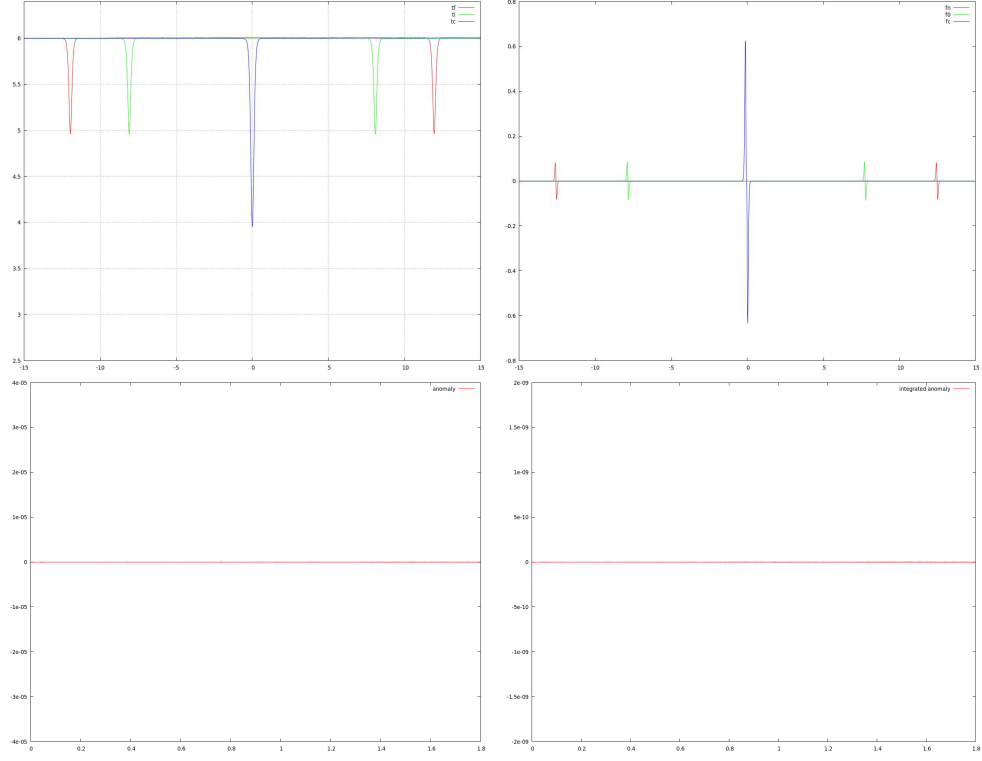 tf
ti
tc
6
5.5
5
4.5
4
3.5
3
2.5
-15 -10 -5 0 5 10 15
fn
f0
fc
0.8
0.6
0.4
0.2
0
-0.2
-0.4
-0.6
-0.8
-15 -10 -5 0 5 10 15
anomaly
4e-05
3e-05
2e-05
1e-05
0
-1e-05
-2e-05
-3e-05
-4e-05
0 0.2 0.4 0.6 0.8 1 1.2 1.4 1.6 1.8
integrated anomaly
2e-09
1.5e-09
1e-09
5e-10
0
-5e-10
-1e-09
-1.5e-09
-2e-09
0 0.2 0.4 0.6 0.8 1 1.2 1.4 1.6 1.8